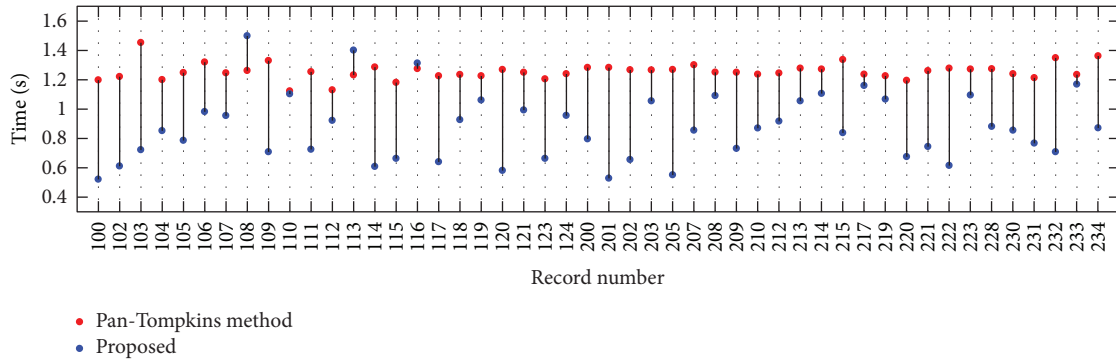 1.6
1.4
1.2
1
0.8
0.6
0.4
Time (s)
100 102 103 104 105 106 107 108 109 110 111 112 113 114 115 116 117 118 119 120 121 123 124 200 201 202 203 205 207 208 209 210 212 213 214 215 217 219 220 221 222 223 228 230 231 232 233 234
Record number
Pan-Tompkins method
Proposed